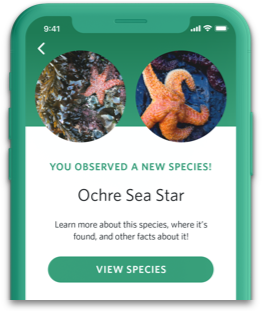 9:41
YOU OBSERVED A NEW SPECIES!
Ochre Sea Star
Learn more about this species, where it's
found, and other facts about it!
VIEW SPECIES